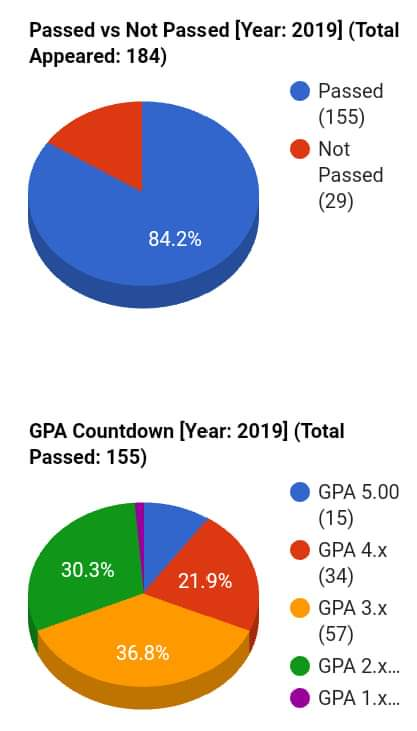 Passed vs Not Passed [Year: 2019] (Total
Appeared: 184)
Passed
(155)
Not
Passed
(29)
84.2%
GPA Countdown [Year: 2019] (Total
Passed: 155)
GPA 5.00
(15)
GPA 4.x
(34)
GPA 3.x
(57)
GPA 2.x...
GPA 1.x...
30.3%
21.9%
36.8%